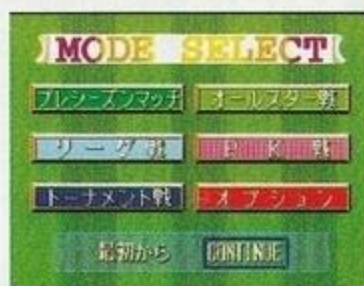 MODE SELECT
プレシーズンマッチ オールスター戦
リーグ戦 PK戦
トーナメント戦 オプション
最初から CONTINUE